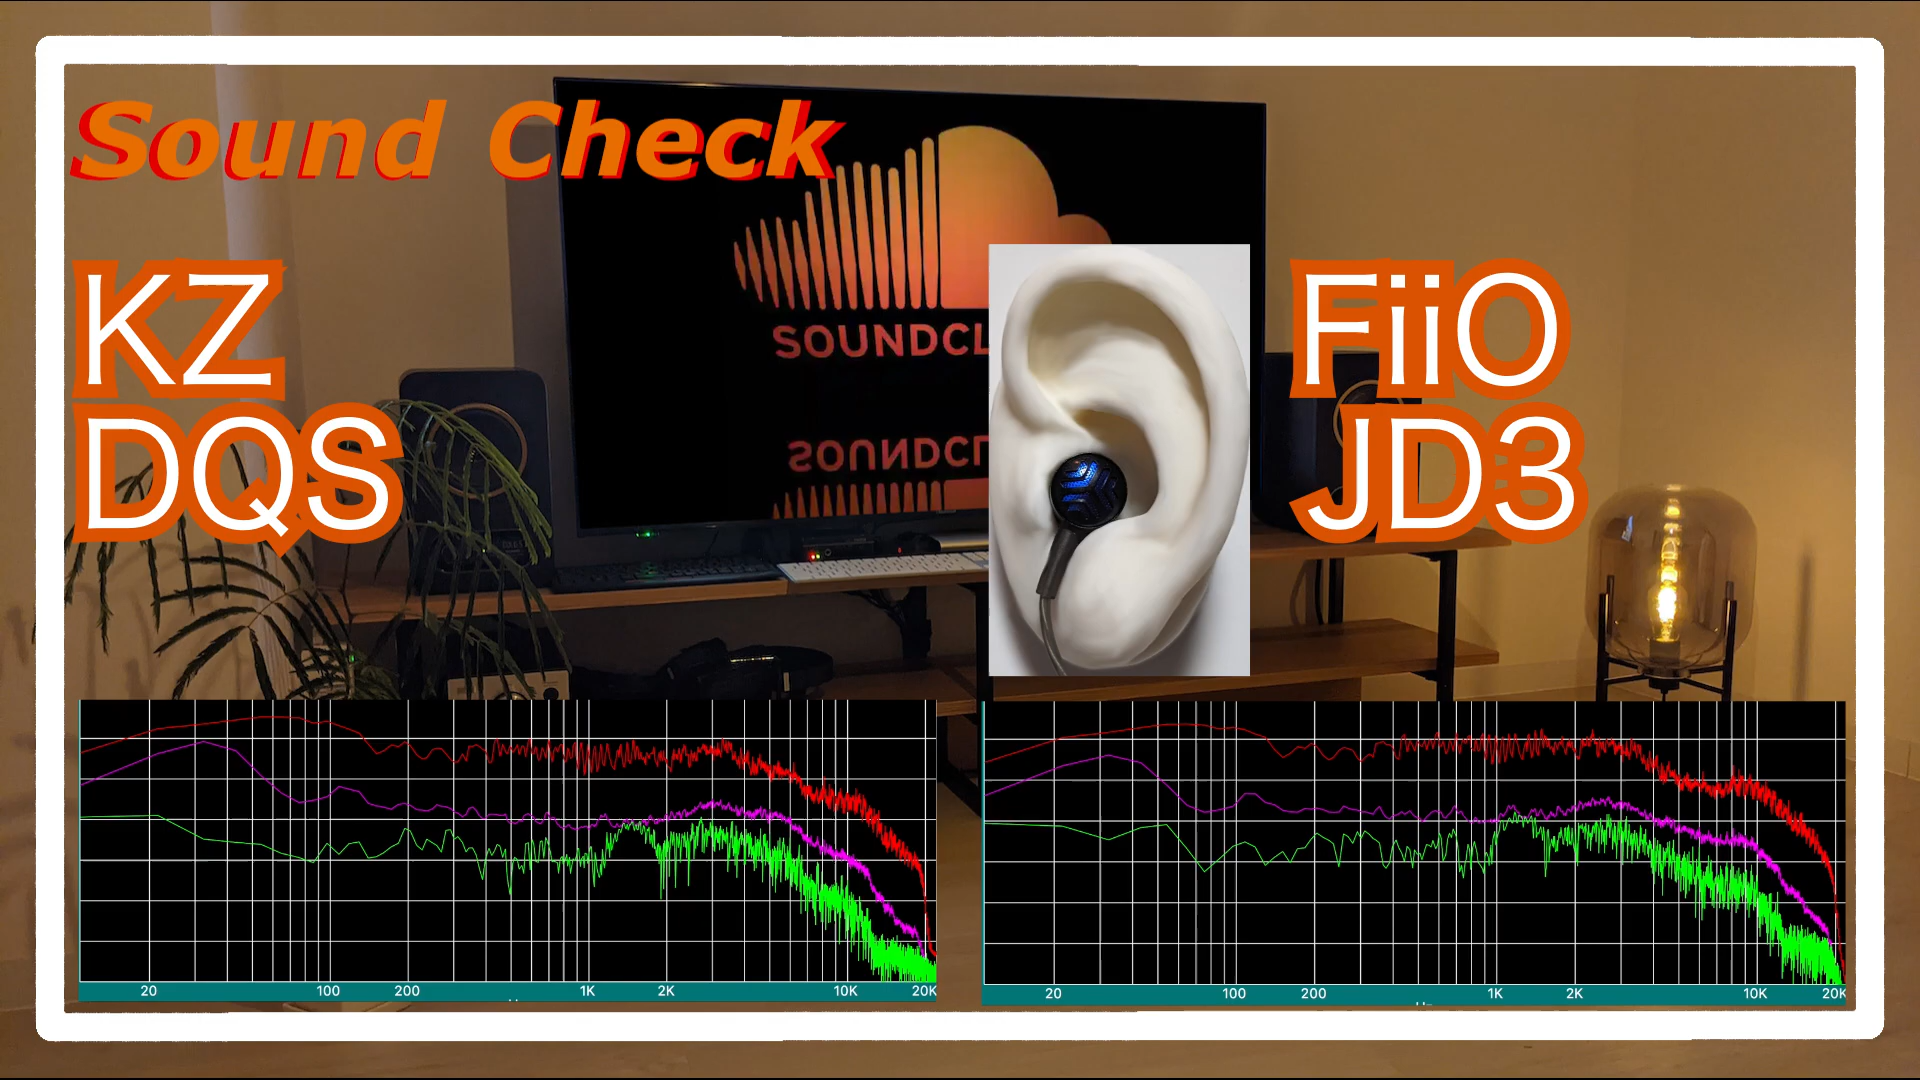 Sound Check
SOUNDCL
SOUNDCL
KZ
DQS
FiiO
JD3
20 100 200 1K 2K 10K 20K
20 100 200 1K 2K 10K 20K